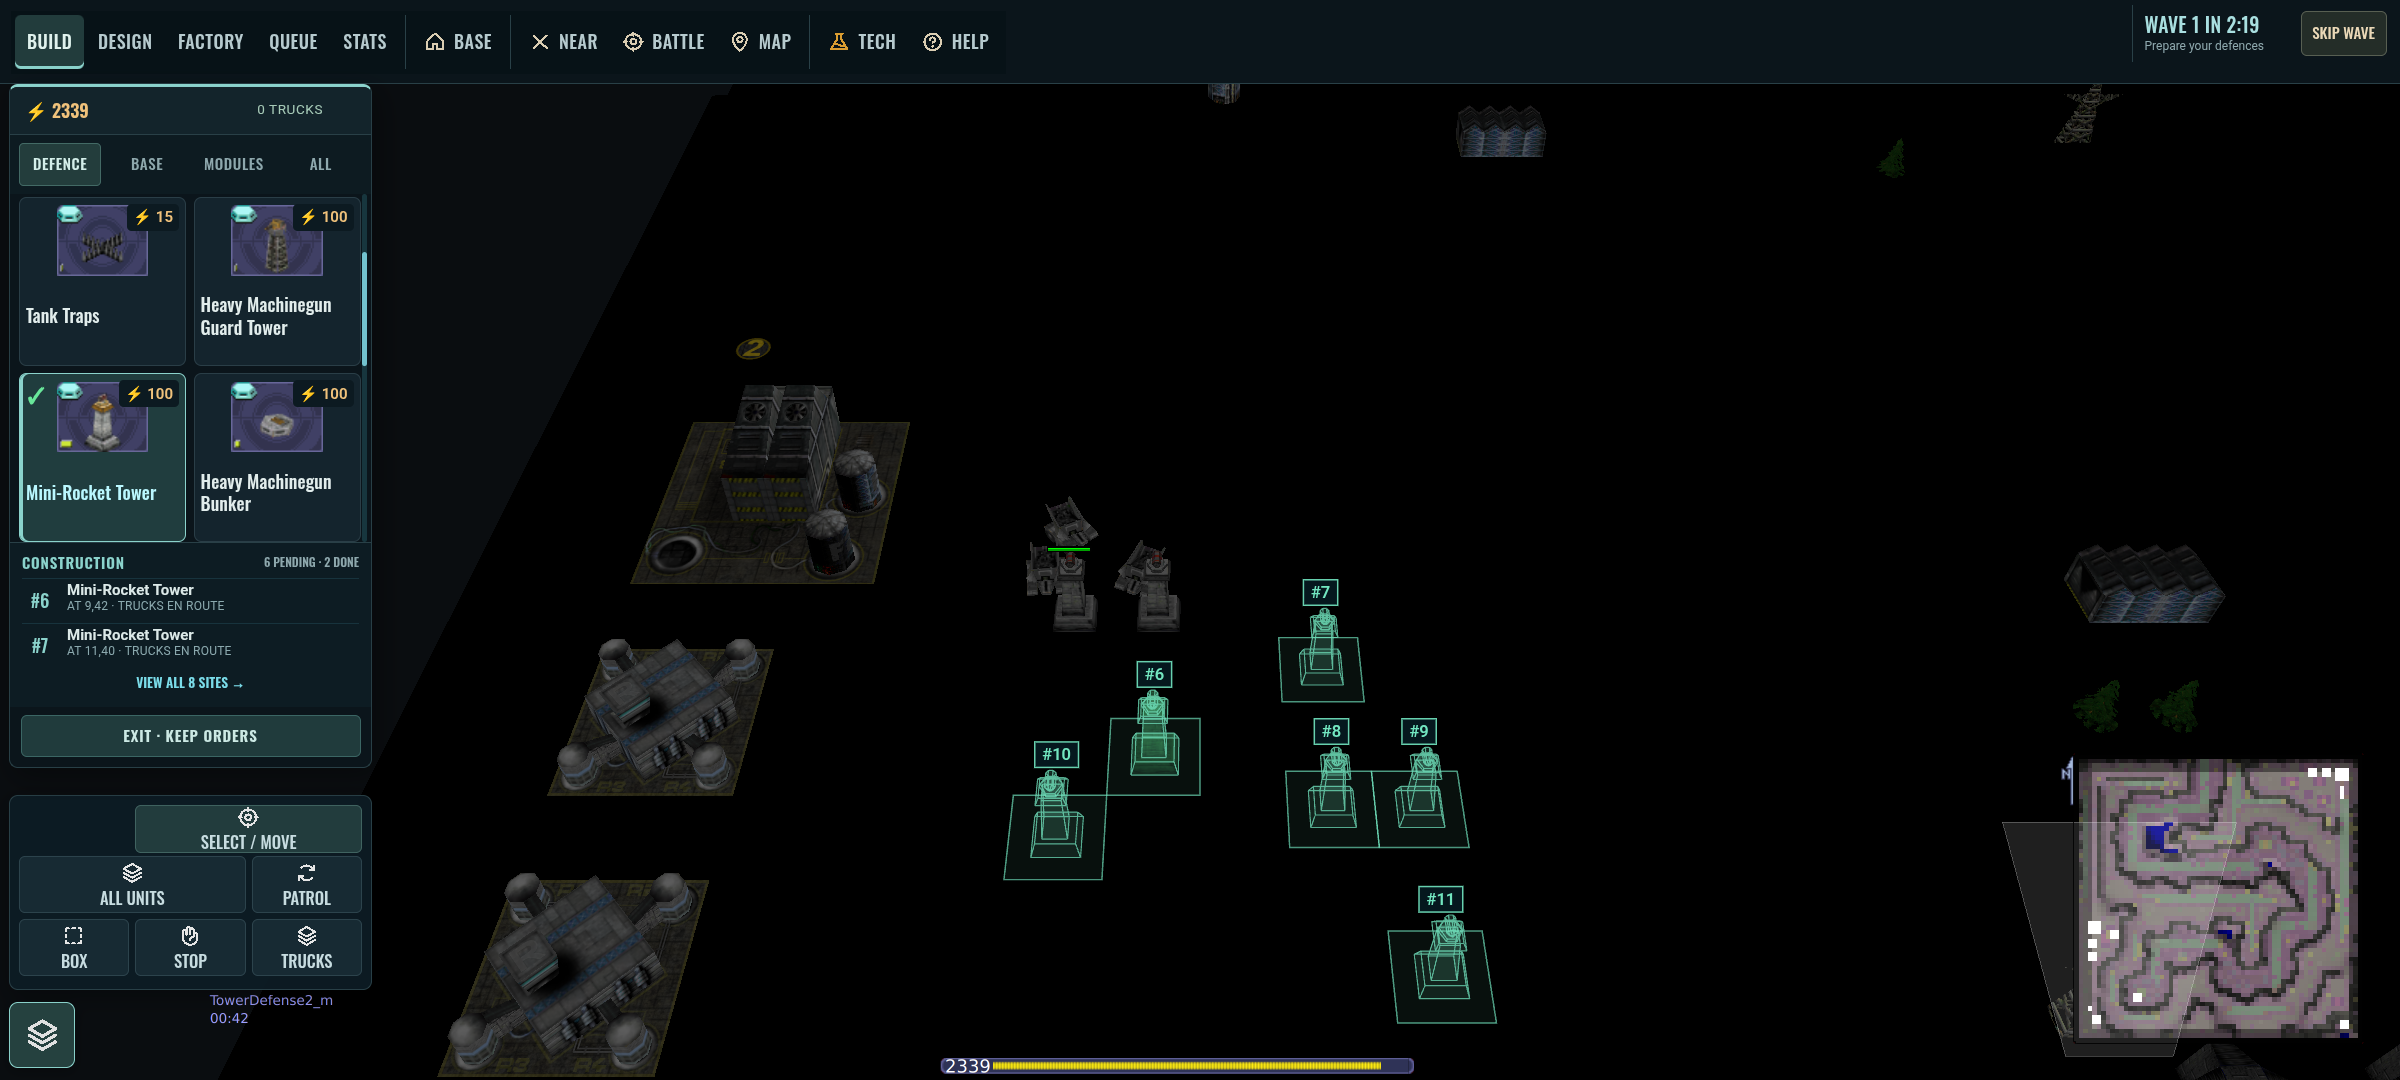 BUILD DESIGN FACTORY QUEUE STATS BASE NEAR BATTLE MAP TECH HELP
WAVE 1 IN 2:19
Prepare your defences
SKIP WAVE
2339
0 TRUCKS
DEFENCE BASE MODULES ALL
15
Tank Traps
100
Heavy Machinegun
Guard Tower
100
Mini-Rocket Tower
100
Heavy Machinegun
Bunker
CONSTRUCTION 6 PENDING · 2 DONE
#6 Mini-Rocket Tower
AT 9,42 · TRUCKS EN ROUTE
#7 Mini-Rocket Tower
AT 11,40 · TRUCKS EN ROUTE
VIEW ALL 8 SITES →
EXIT · KEEP ORDERS
SELECT / MOVE
ALL UNITS PATROL
BOX STOP TRUCKS
TowerDefense2_m
00:42
2
#7
#6
#8 #9
#10
#11
N
2339